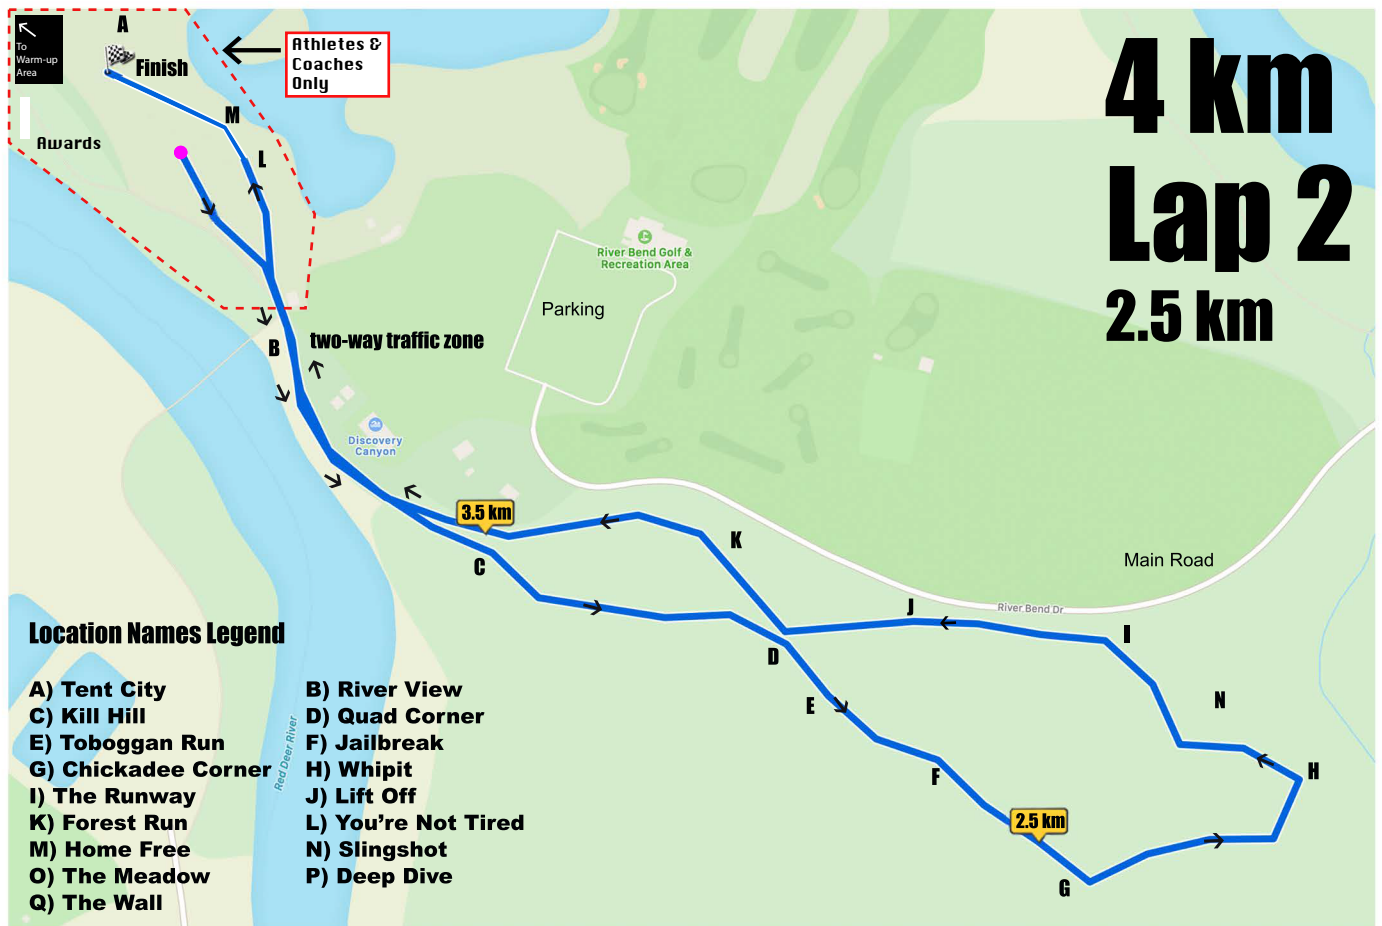 To
Warm-up
Area
A
Finish
Athletes &
Coaches
Only
4 km
Lap 2
2.5 km
M
Awards
L
River Bend Golf &
Recreation Area
Parking
B
two-way traffic zone
Discovery
Canyon
3.5 km
K
C
Main Road
River Bend Dr
J
I
D
E
N
F
H
2.5 km
G
Red Deer River
Location Names Legend
A) Tent City
B) River View
C) Kill Hill
D) Quad Corner
E) Toboggan Run
F) Jailbreak
G) Chickadee Corner
H) Whipit
I) The Runway
J) Lift Off
K) Forest Run
L) You're Not Tired
M) Home Free
N) Slingshot
O) The Meadow
P) Deep Dive
Q) The Wall